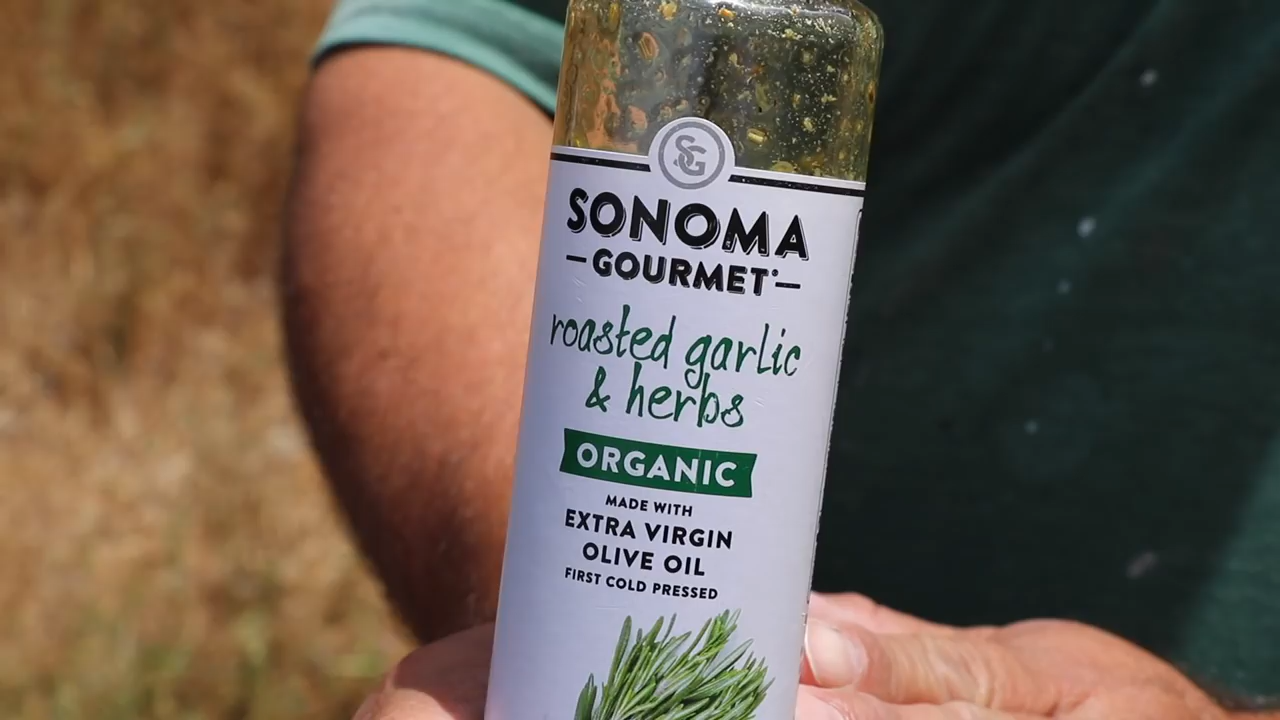 SG
SONOMA
GOURMET
roasted garlic
& herbs
ORGANIC
MADE WITH
EXTRA VIRGIN
OLIVE OIL
FIRST COLD PRESSED